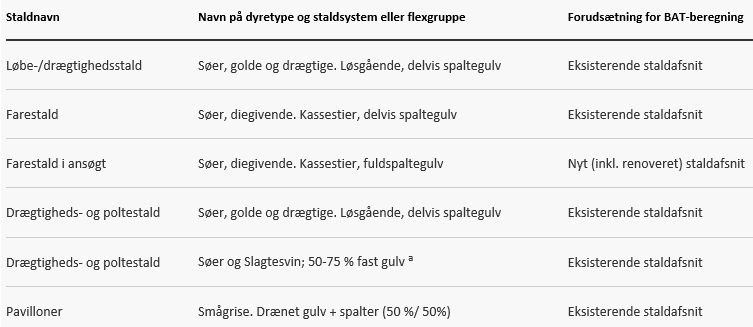 Staldnavn Navn på dyretype og staldsystem eller flexgruppe Forudsætning for BAT-beregning
Løbe-/drægtighedsstald Søer, golde og drægtige. Løsgående, delvis spaltegulv Eksisterende staldafsnit
Farestald Søer, diegivende. Kassestier, delvis spaltegulv Eksisterende staldafsnit
Farestald i ansøgt Søer, diegivende. Kassestier, fuldspaltegulv Nyt (inkl. renoveret) staldafsnit
Drægtigheds- og poltestald Søer, golde og drægtige. Løsgående, delvis spaltegulv Eksisterende staldafsnit
Drægtigheds- og poltestald Søer og Slagtesvin; 50-75 % fast gulv ª Eksisterende staldafsnit
Pavilloner Smågrise. Drænet gulv + spalter (50 %/ 50%) Eksisterende staldafsnit